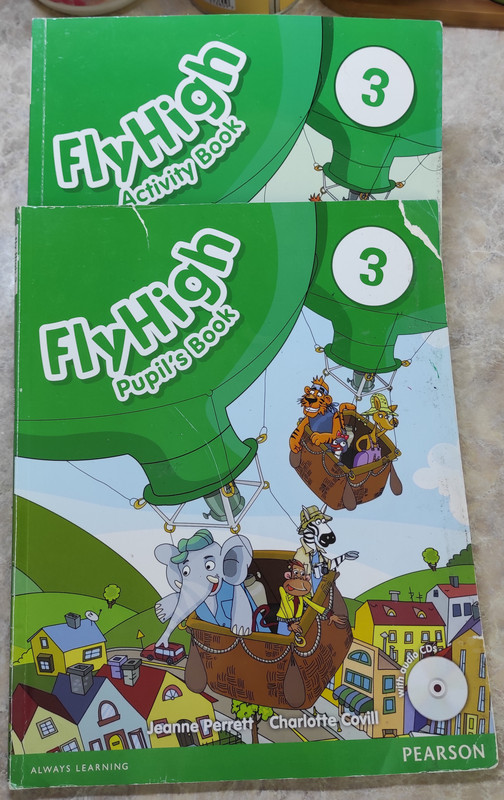 3
FlyHigh
Activity Book
3
FlyHigh
Pupil's Book
with audio CDs
Jeanne Perrett Charlotte Covill
ALWAYS LEARNING
PEARSON